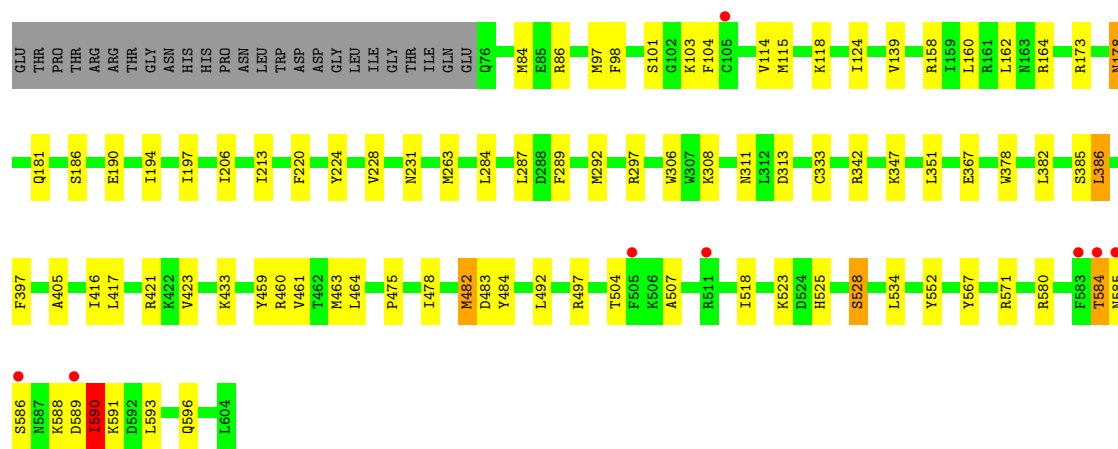 GLU THR PRO THR ARG ARG THR GLY ASN HIS HIS PRO ASN LEU TRP ASP ASP GLY LEU ILE GLY THR ILE GLN GLU Q76 M84 E85 R86 M97 F98 S101 G102 K103 F104 C105 V114 M115 K118 I124 V139 R158 I159 L160 R161 L162 N163 R164 R173 N178
Q181 S186 E190 I194 I197 I206 I213 F220 Y224 V228 N231 M263 L284 L287 D288 F289 M292 R297 W306 W307 K308 N311 L312 D313 C333 R342 K347 L351 E367 W378 L382 S385 L386
F397 A405 I416 L417 R421 K422 V423 K433 Y459 R460 V461 T462 M463 L464 P475 I478 M482 D483 Y484 L492 R497 T504 F505 K506 A507 R511 I518 K523 D524 H525 S528 L534 Y552 Y567 R571 R580 F583 T584 N585
S586 N587 K588 D589 I590 K591 D592 L593 Q596 L604